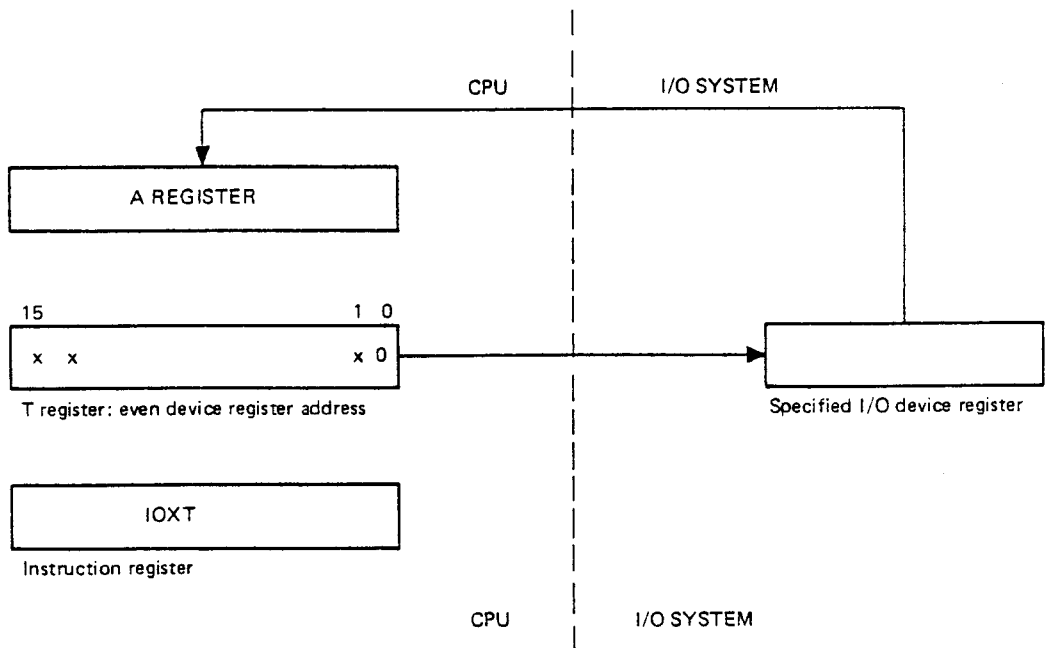 CPU I/O SYSTEM
A REGISTER
15 1 0
x x x 0
T register: even device register address
Specified I/O device register
IOXT
Instruction register
CPU I/O SYSTEM